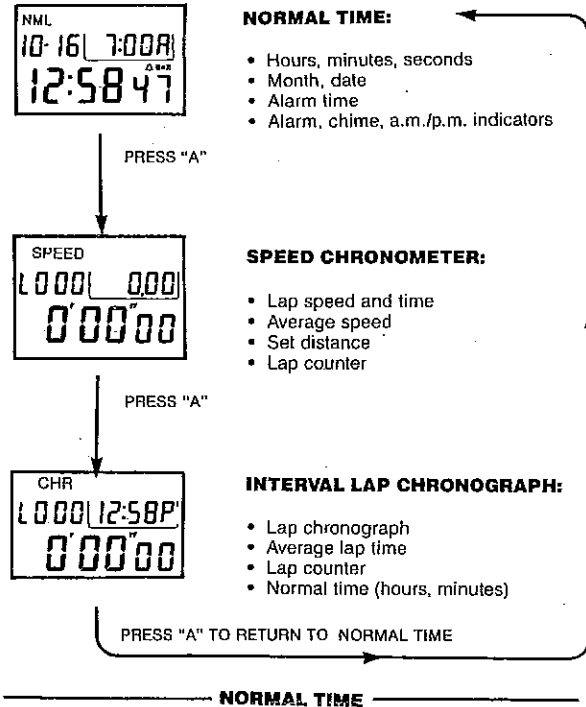 NML
10-16 7:00A
12:58 47
NORMAL TIME:
• Hours, minutes, seconds
• Month, date
• Alarm time
• Alarm, chime, a.m./p.m. indicators
PRESS "A"
SPEED
L000 0.00
0'00"00
SPEED CHRONOMETER:
• Lap speed and time
• Average speed
• Set distance
• Lap counter
PRESS "A"
CHR
L000 12:58P
0'00"00
INTERVAL LAP CHRONOGRAPH:
• Lap chronograph
• Average lap time
• Lap counter
• Normal time (hours, minutes)
PRESS "A" TO RETURN TO NORMAL TIME
NORMAL TIME